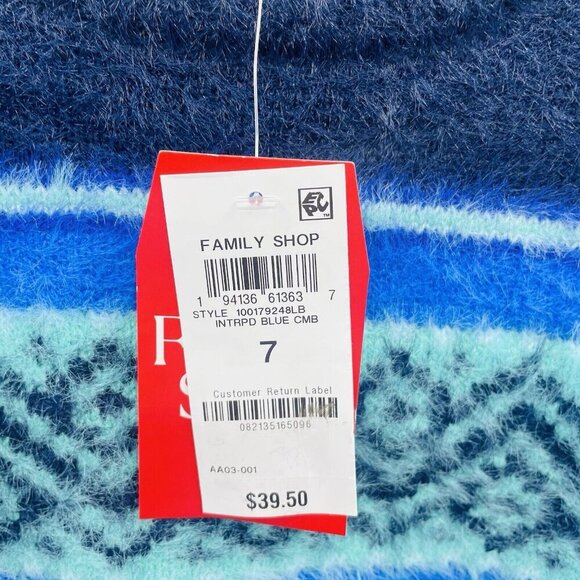 EPC™
FAMILY SHOP
1 94136 61363 7
STYLE 100179248LB
INTRPD BLUE CMB
7
Customer Return Label
082135165096
AA03-001
$39.50